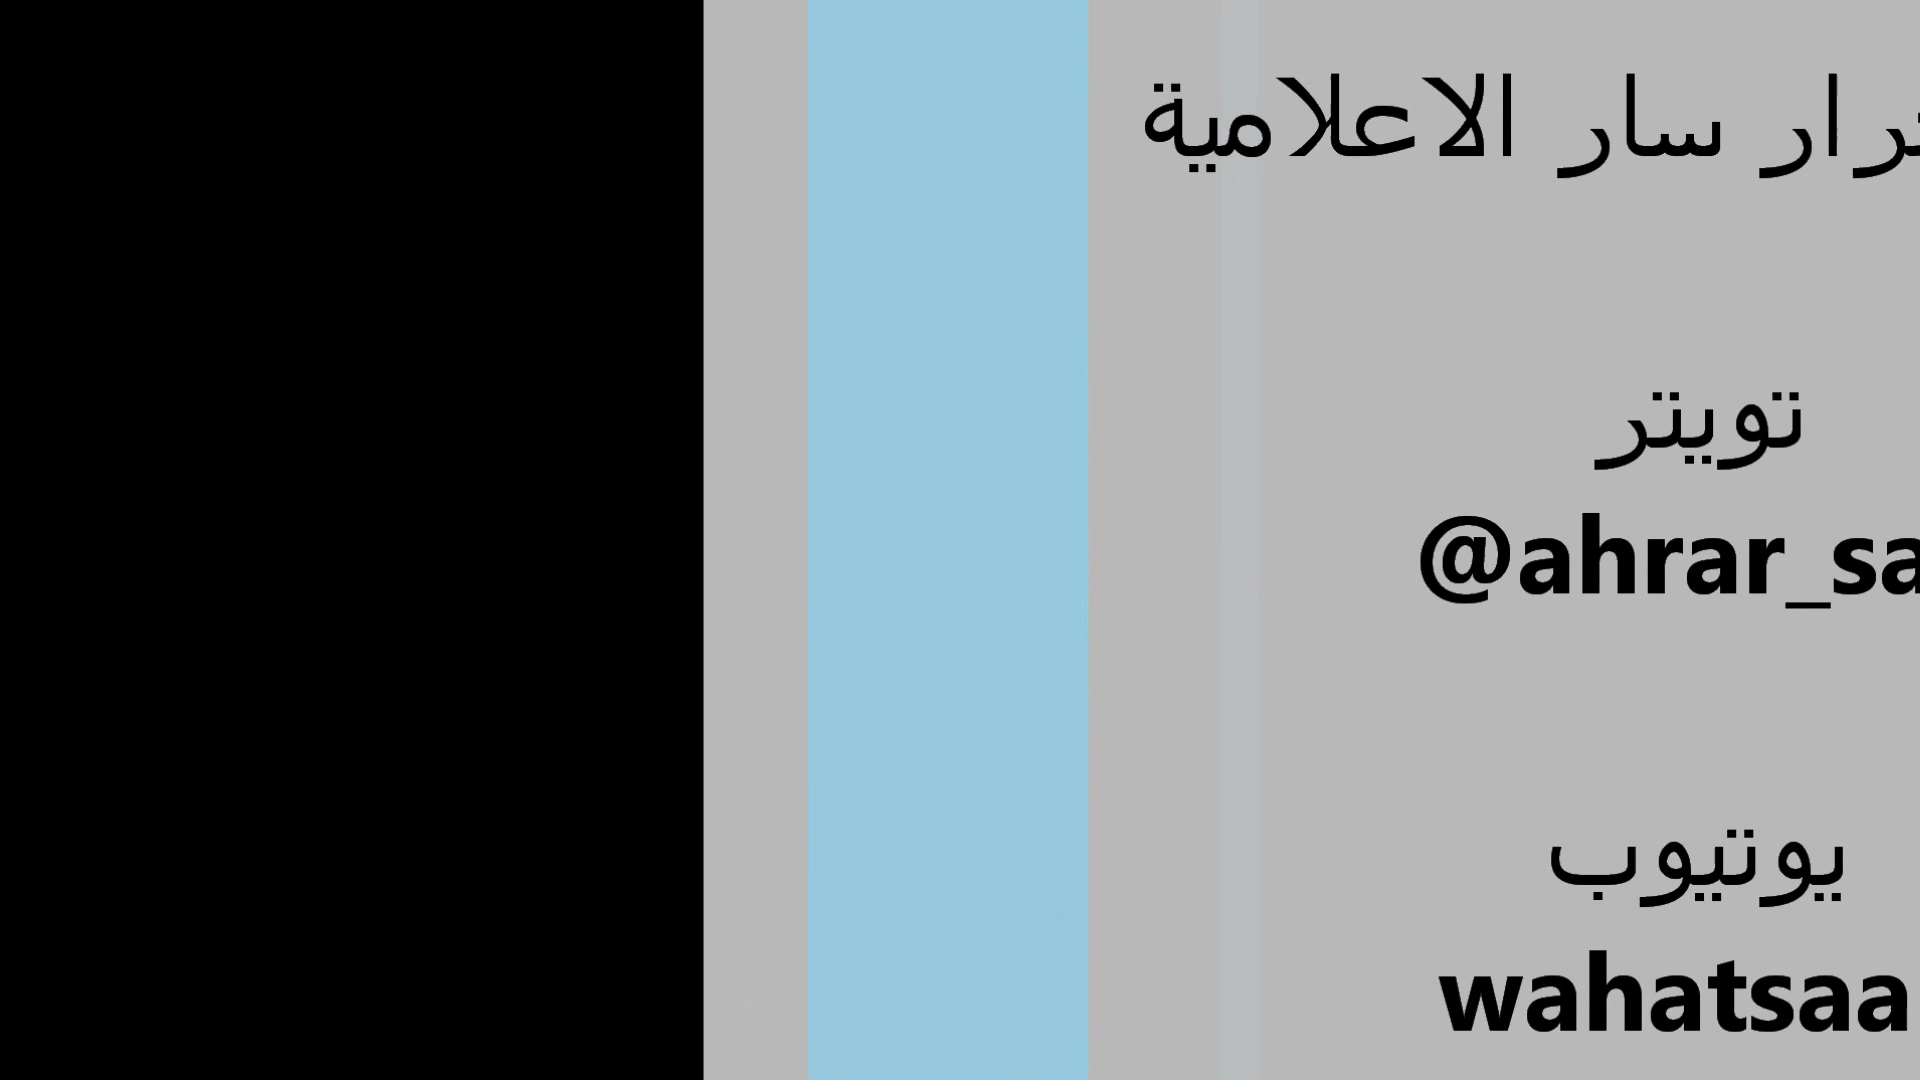 سار الاعلامية
تويتر
@ahrar_sa
يوتيوب
wahatsaa